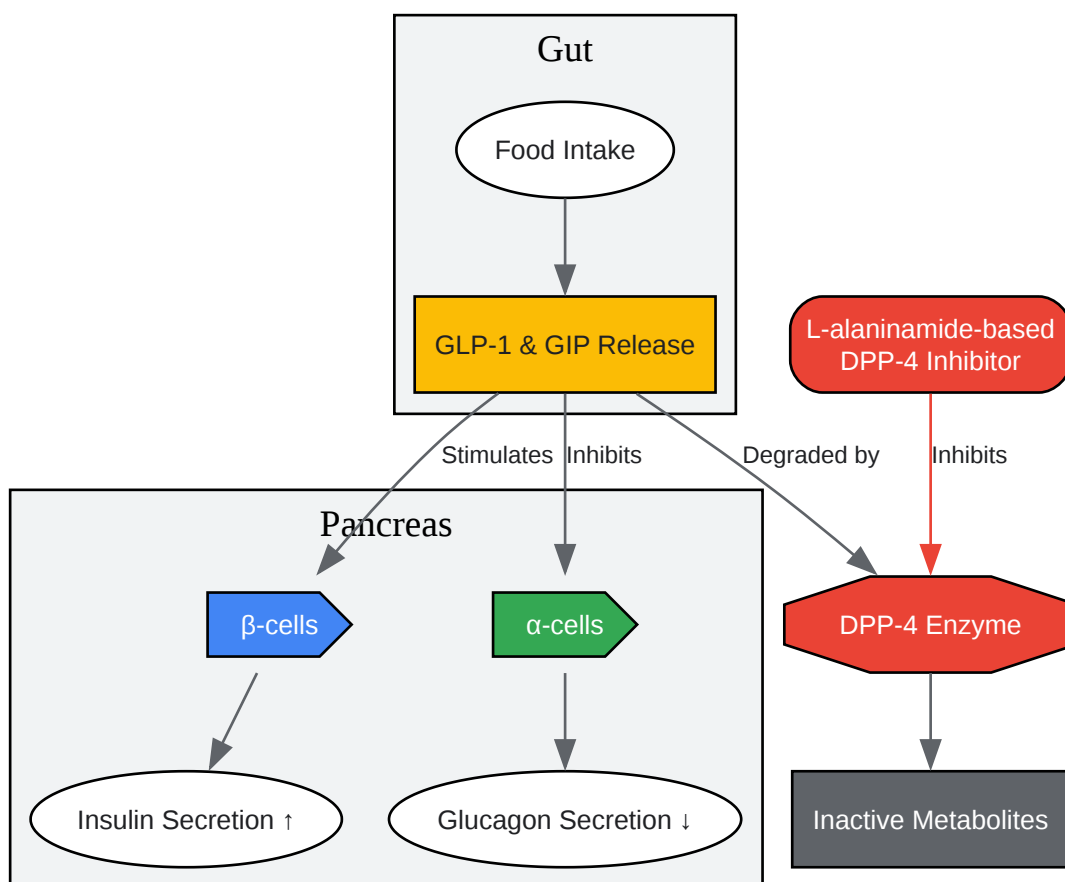 Gut
Food Intake
GLP-1 & GIP Release
L-alaninamide-based
DPP-4 Inhibitor
Stimulates
Inhibits
Degraded by
Inhibits
Pancreas
β-cells
α-cells
DPP-4 Enzyme
Insulin Secretion ↑
Glucagon Secretion ↓
Inactive Metabolites